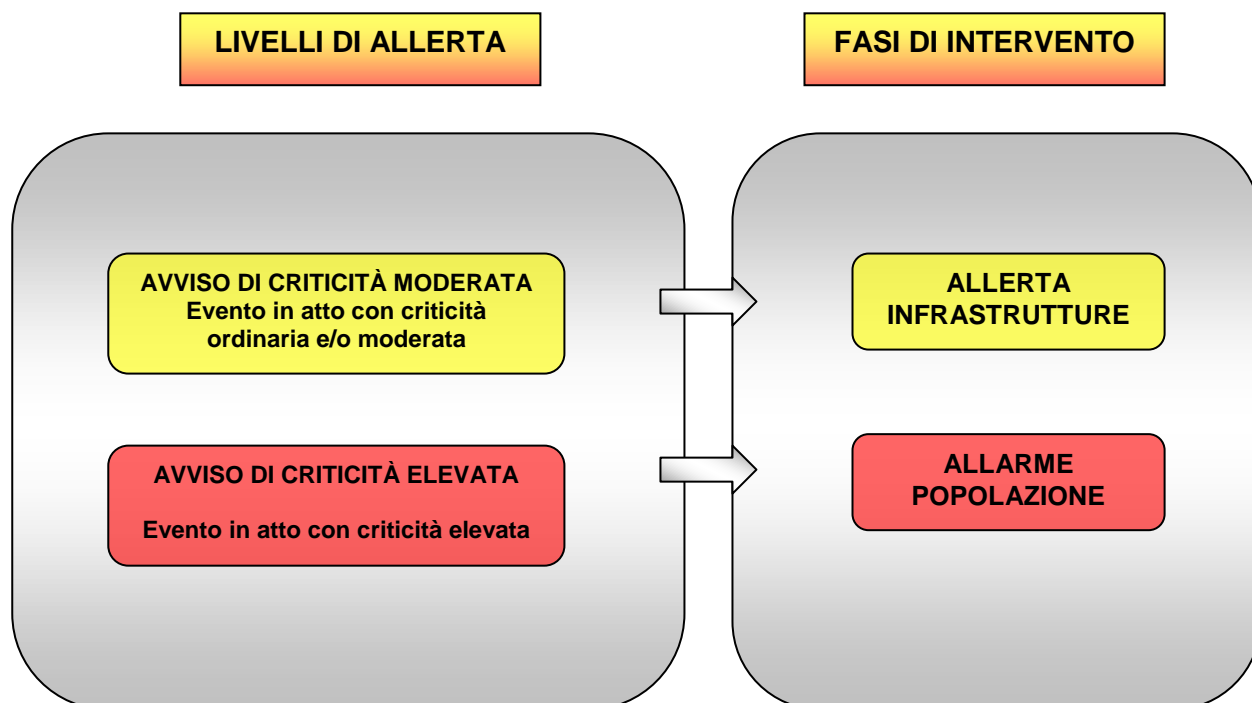 LIVELLI DI ALLERTA
FASI DI INTERVENTO
AVVISO DI CRITICITÀ MODERATA
Evento in atto con criticità
ordinaria e/o moderata
ALLERTA
INFRASTRUTTURE
AVVISO DI CRITICITÀ ELEVATA
Evento in atto con criticità elevata
ALLARME
POPOLAZIONE